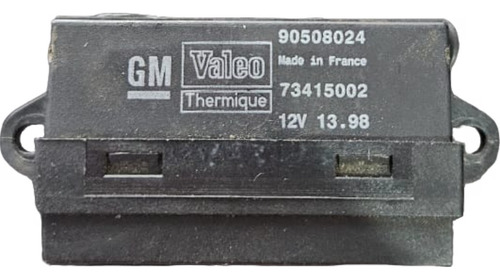 GM
Valeo
Thermique
90508024
Made in France
73415002
12V 13.98